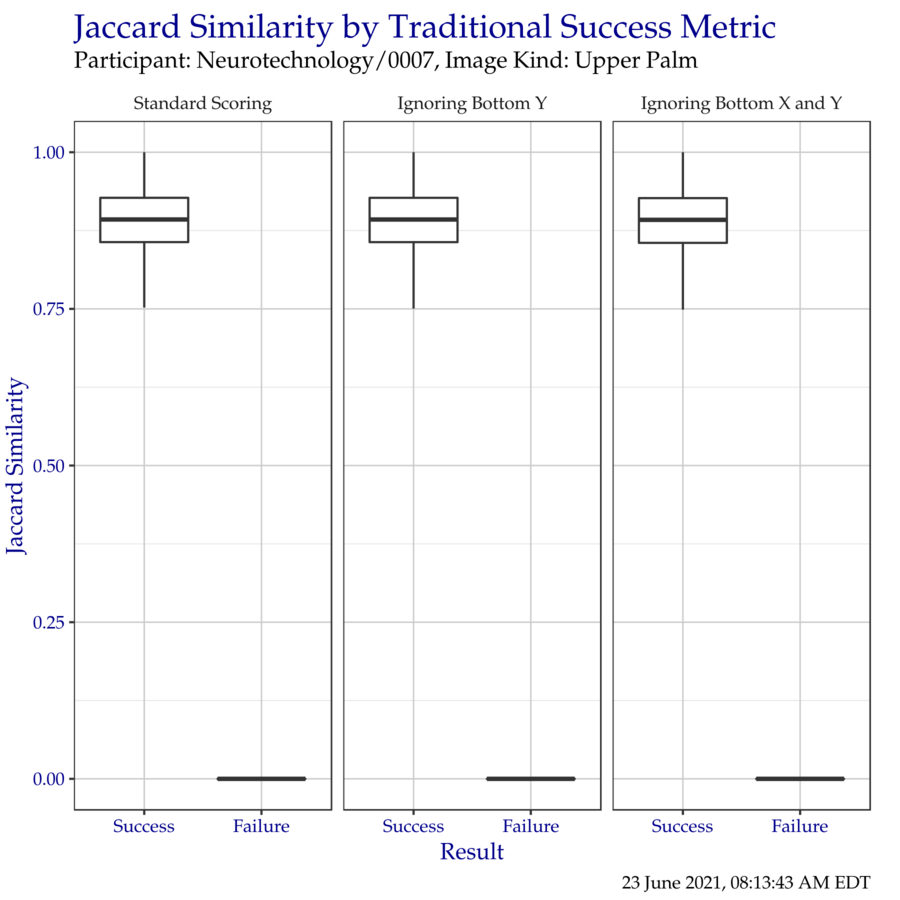 Jaccard Similarity by Traditional Success Metric
Participant: Neurotechnology/0007, Image Kind: Upper Palm
Standard Scoring
Ignoring Bottom Y
Ignoring Bottom X and Y
Jaccard Similarity
1.00
0.75
0.50
0.25
0.00
Success Failure
Success Failure
Success Failure
Result
23 June 2021, 08:13:43 AM EDT